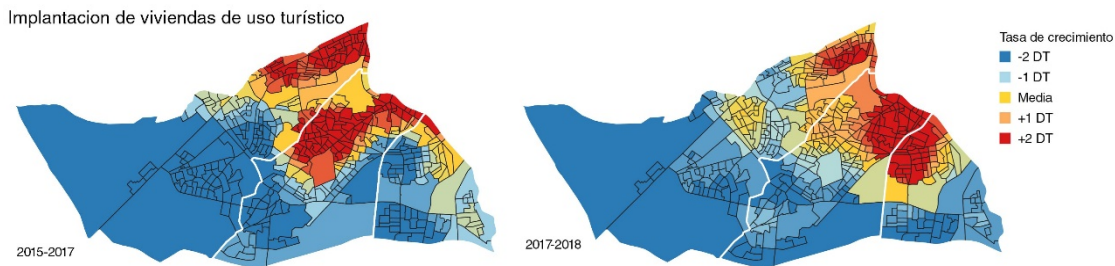 Implantacion de viviendas de uso turístico
Tasa de crecimiento
-2 DT
-1 DT
Media
+1 DT
+2 DT
2015-2017
2017-2018